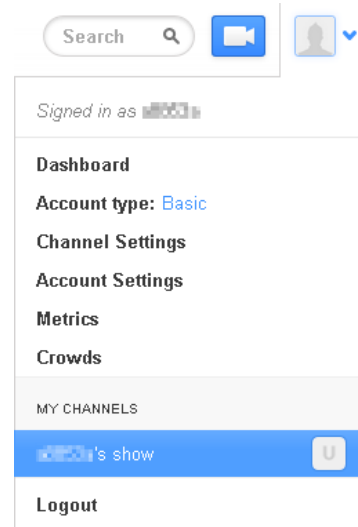 Search
Signed in as
Dashboard
Account type: Basic
Channel Settings
Account Settings
Metrics
Crowds
MY CHANNELS
's show
U
Logout